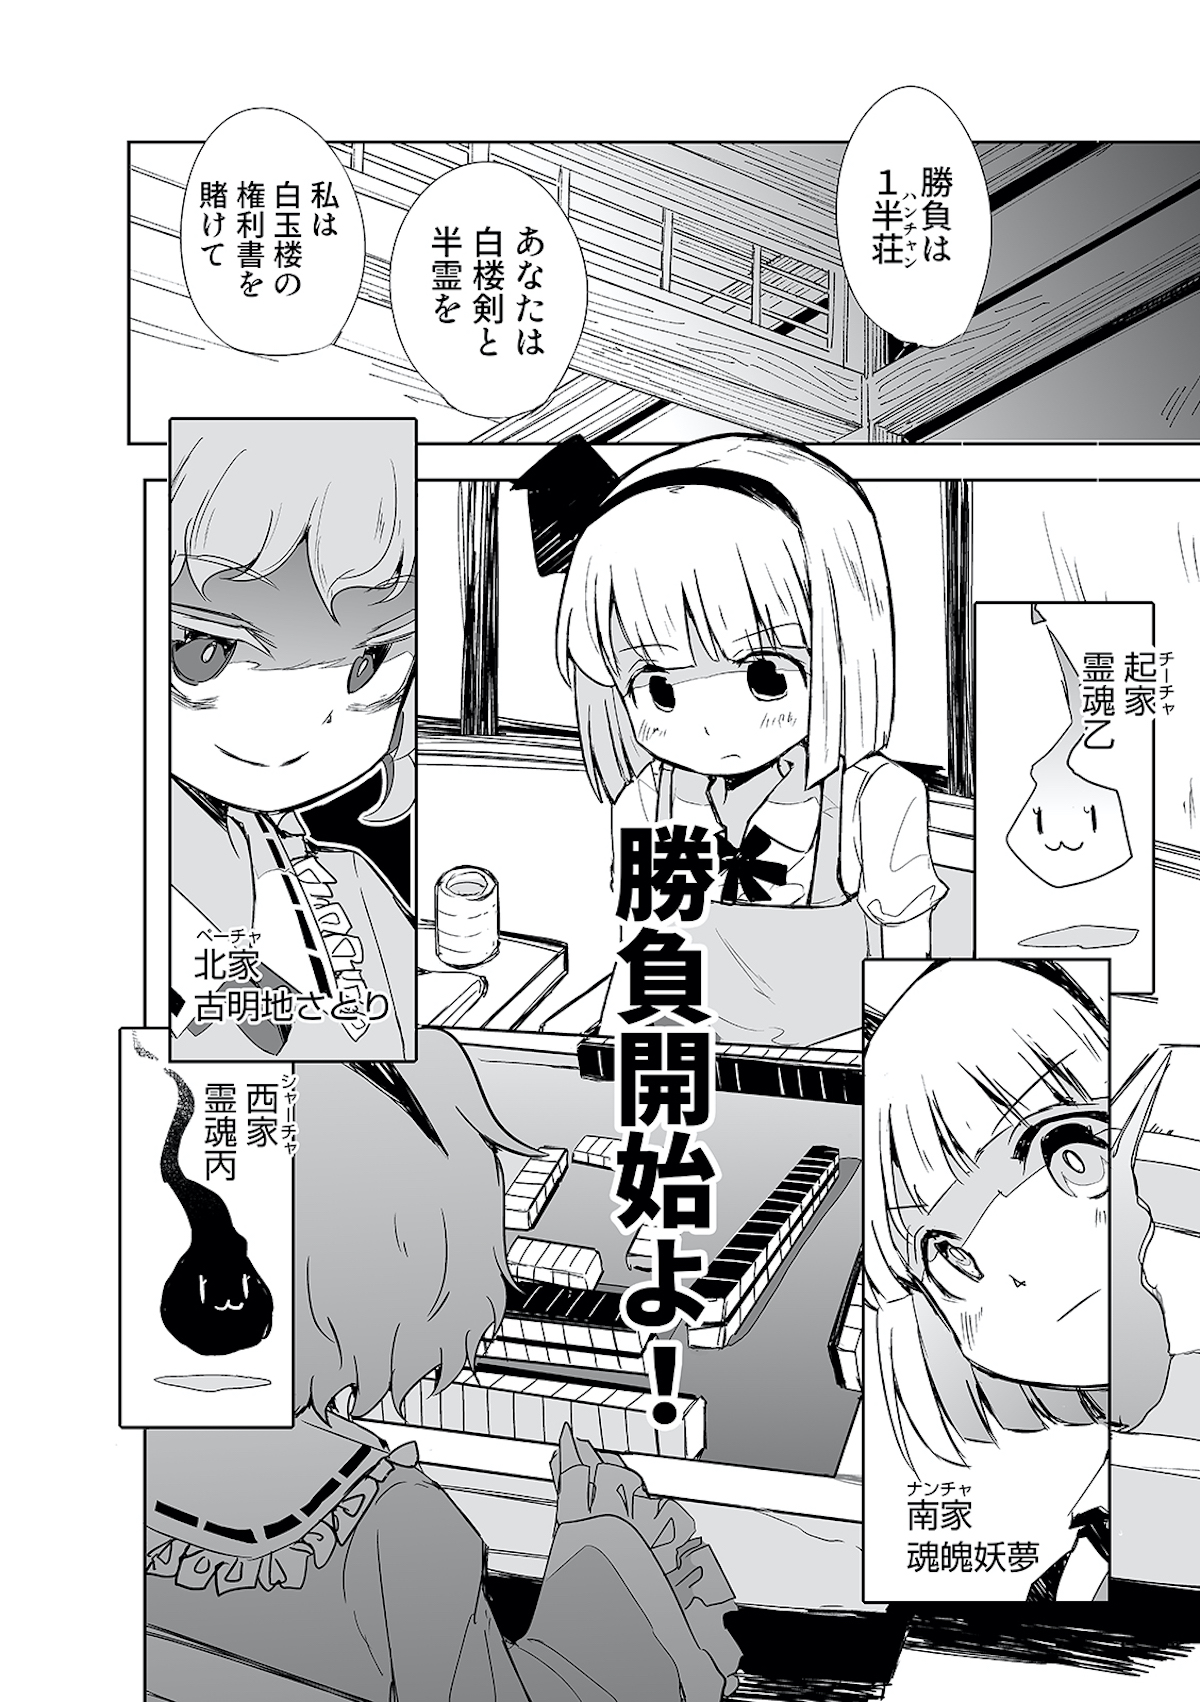 勝負は
1半荘
ハンチャン
あなたは
白楼剣と
半霊を
私は
白玉楼の
権利書を
賭けて
勝負開始よ！
チーチャ
起家
霊魂乙
ナンチャ
南家
魂魄妖夢
ペーチャ
北家
古明地さとり
シャーチャ
西家
霊魂丙